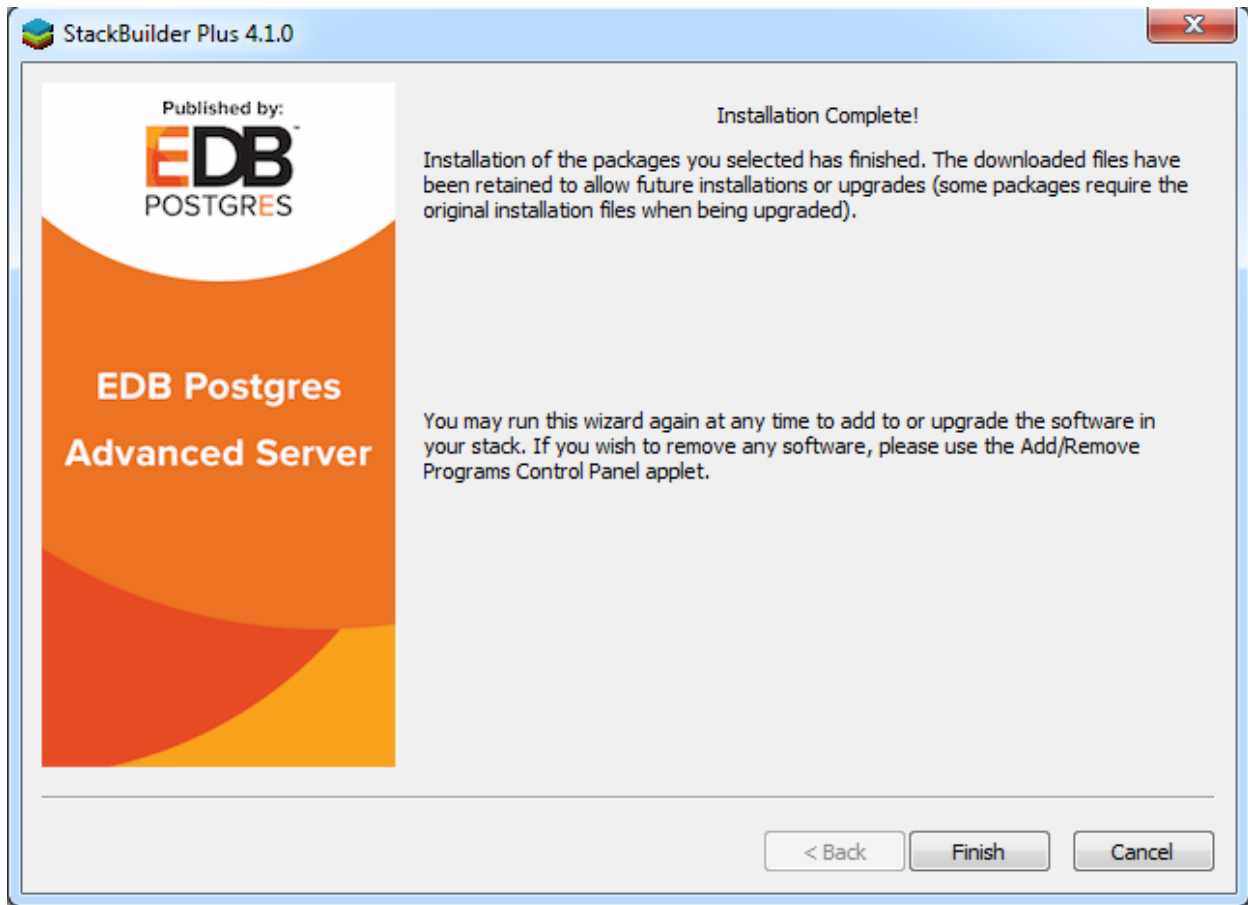 StackBuilder Plus 4.1.0
Published by:
EDB™
POSTGRES
EDB Postgres
Advanced Server
Installation Complete!
Installation of the packages you selected has finished. The downloaded files have
been retained to allow future installations or upgrades (some packages require the
original installation files when being upgraded).
You may run this wizard again at any time to add to or upgrade the software in
your stack. If you wish to remove any software, please use the Add/Remove
Programs Control Panel applet.
< Back
Finish
Cancel